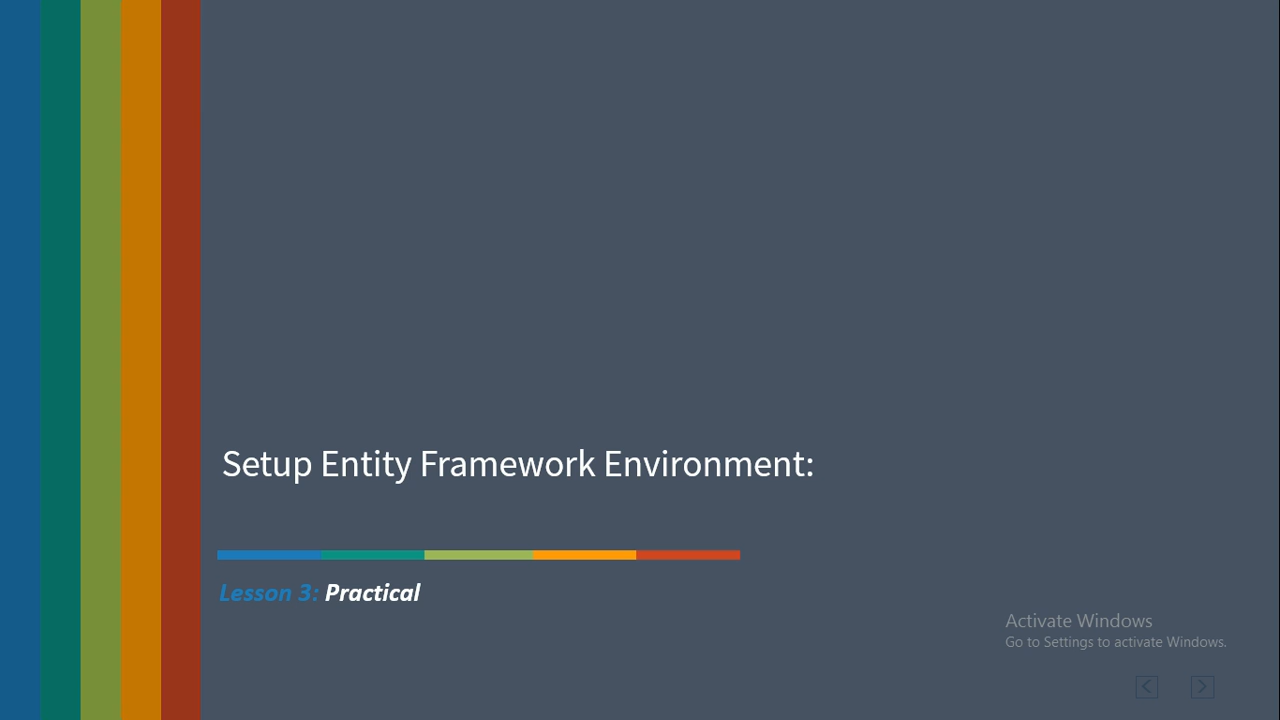 Setup Entity Framework Environment:
Lesson 3: Practical
Activate Windows
Go to Settings to activate Windows.